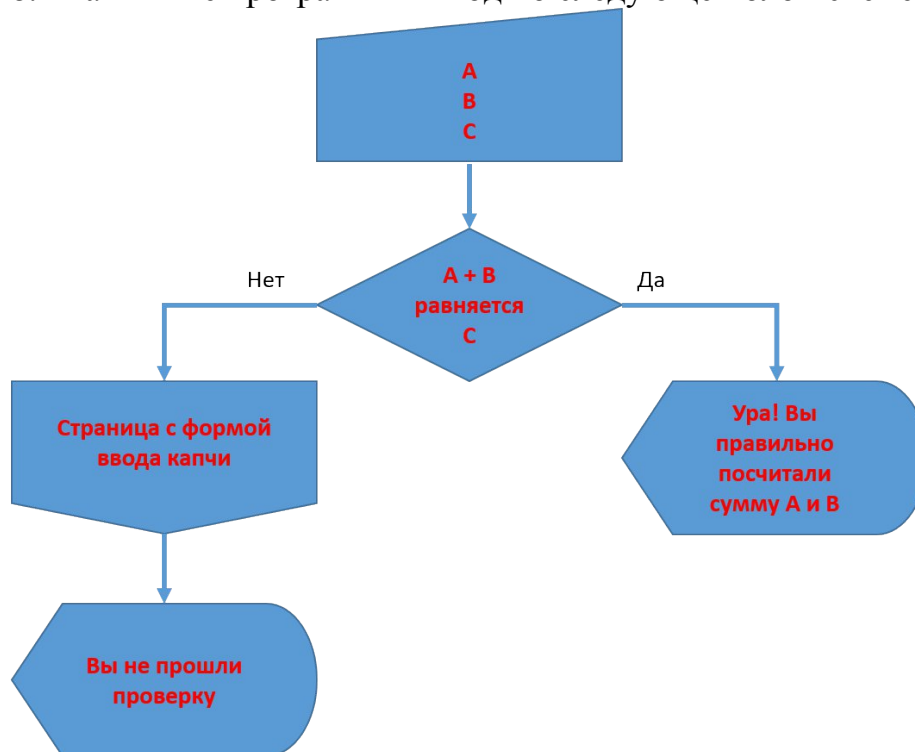 A
B
C
A + B
равняется
C
Нет
Да
Страница с формой
ввода капчи
Ура! Вы
правильно
посчитали
сумму А и В
Вы не прошли
проверку